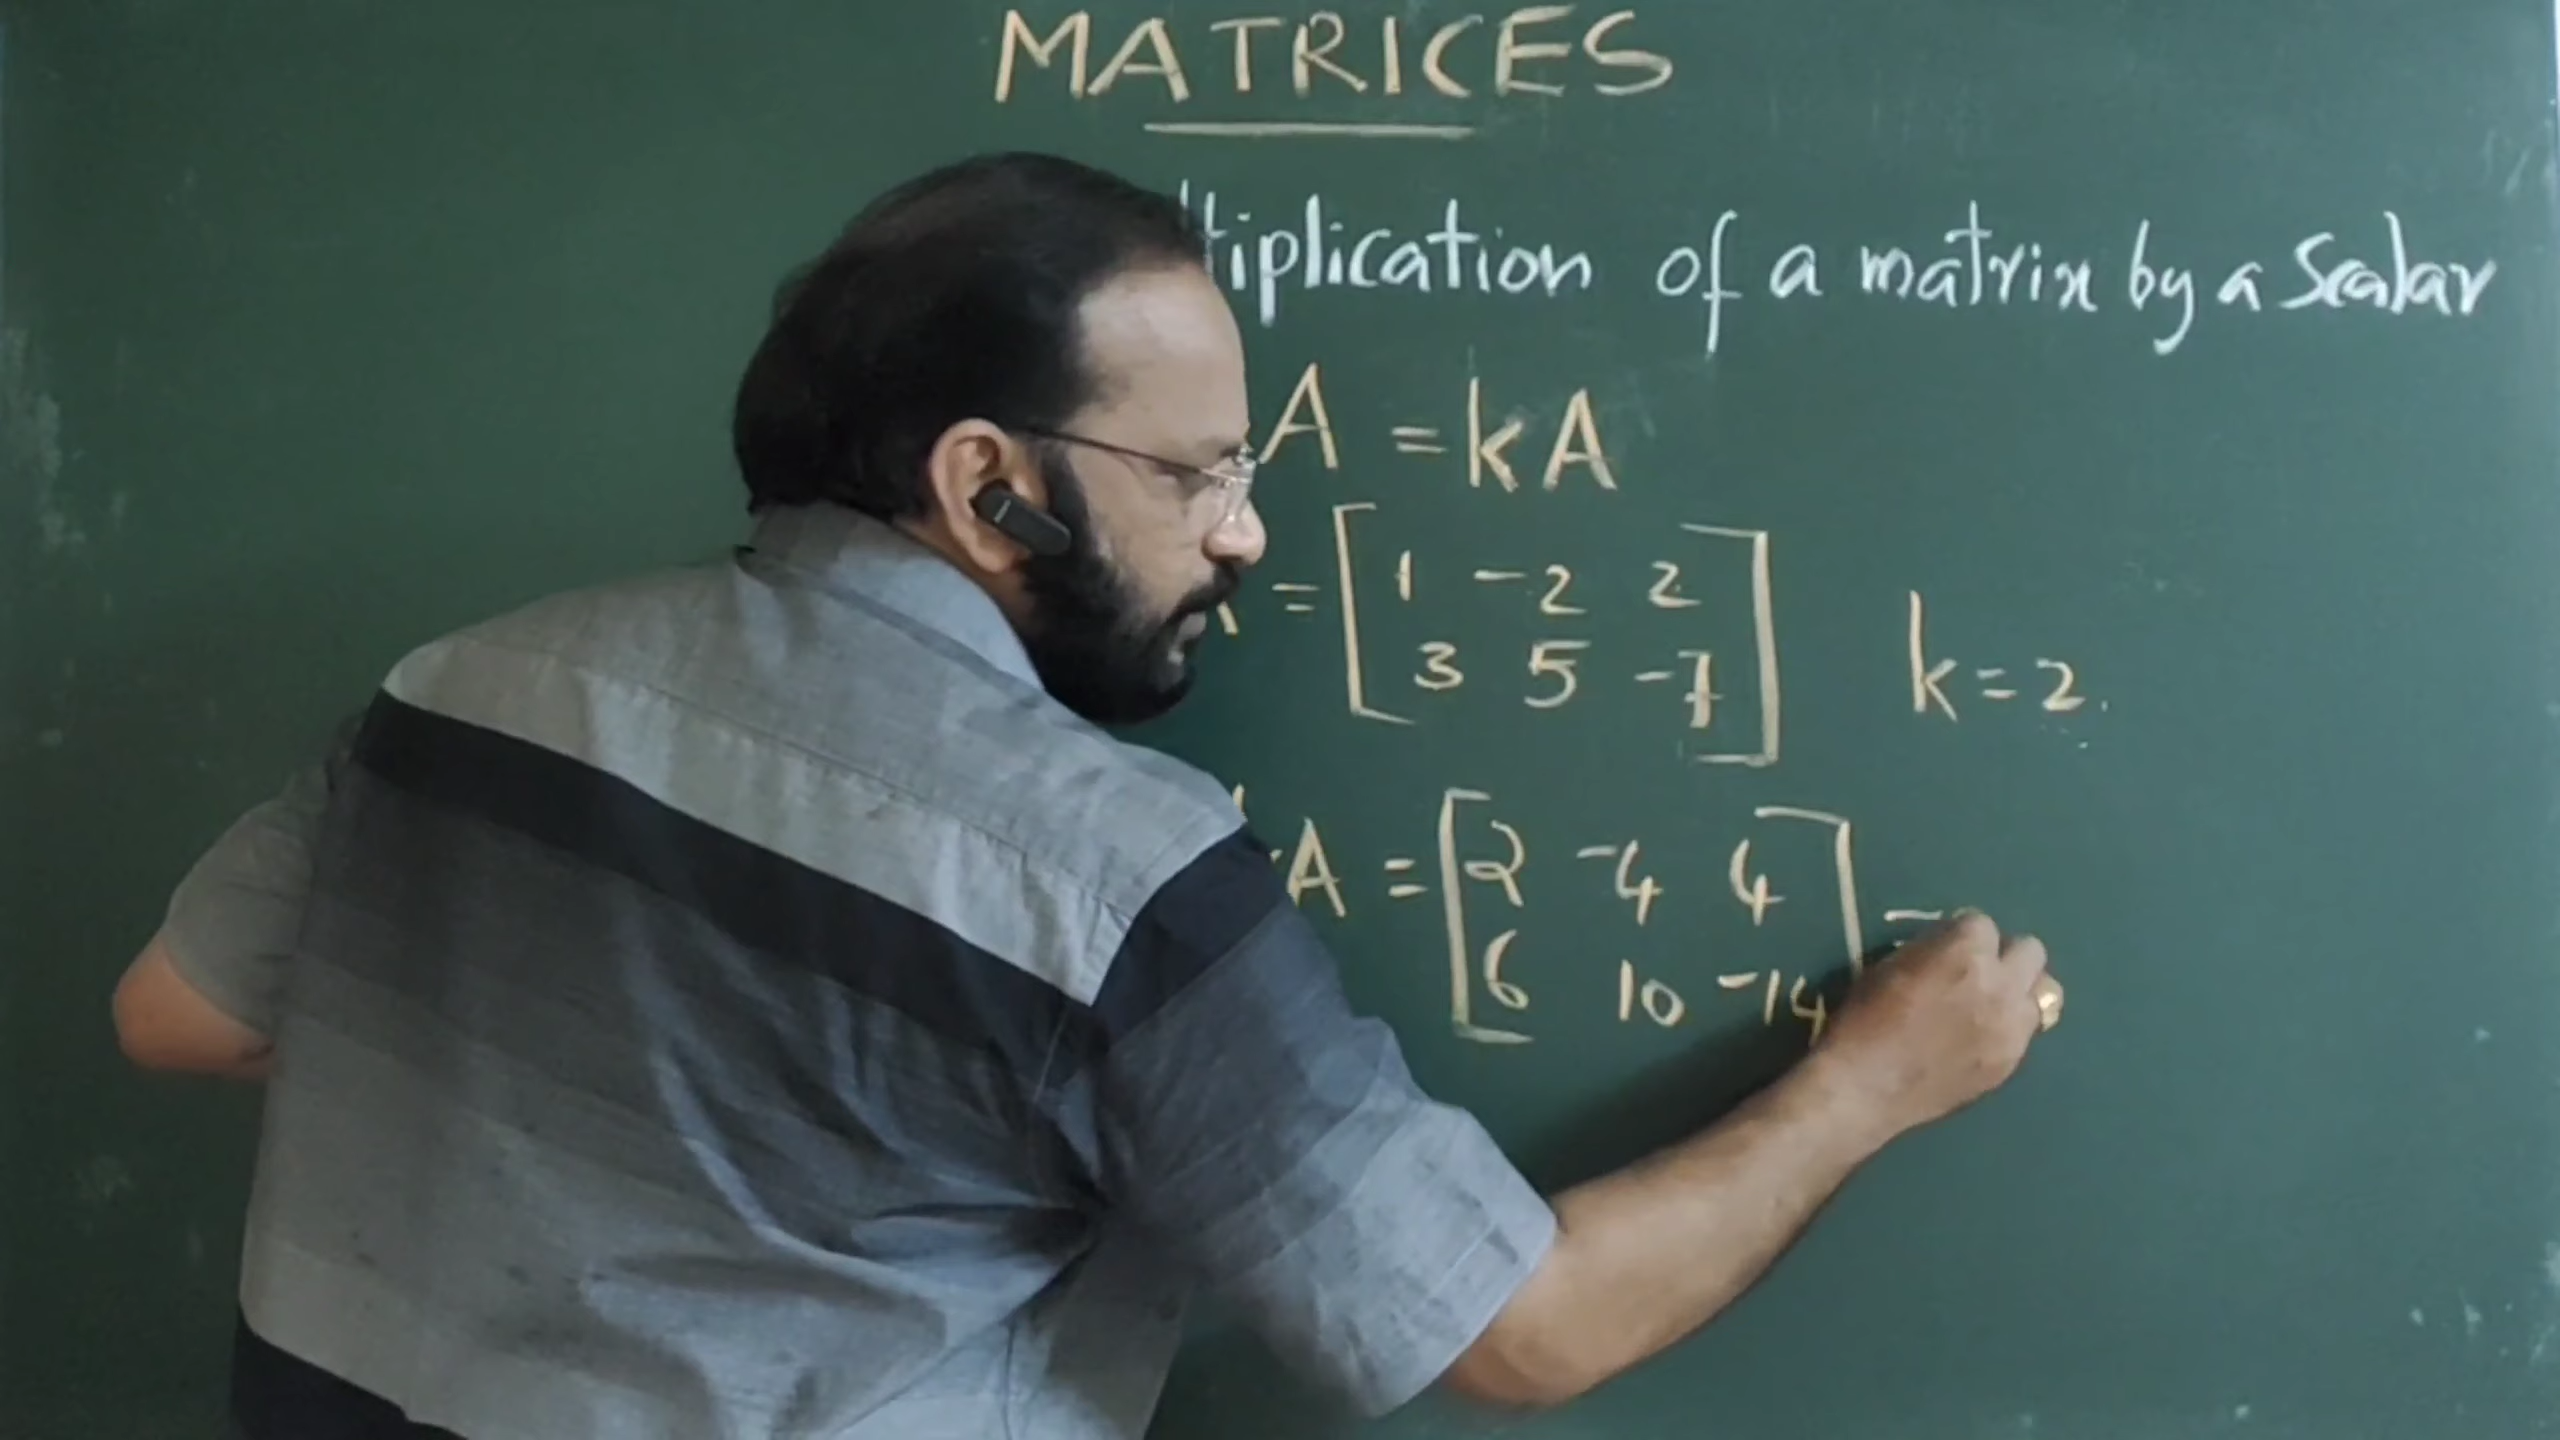 MATRICES
tiplication of a matrix by a Scalar
A = kA
= [ 1 -2 2
3 5 -7 ] k = 2.
A = [ 2 -4 4
6 10 -14 ] =